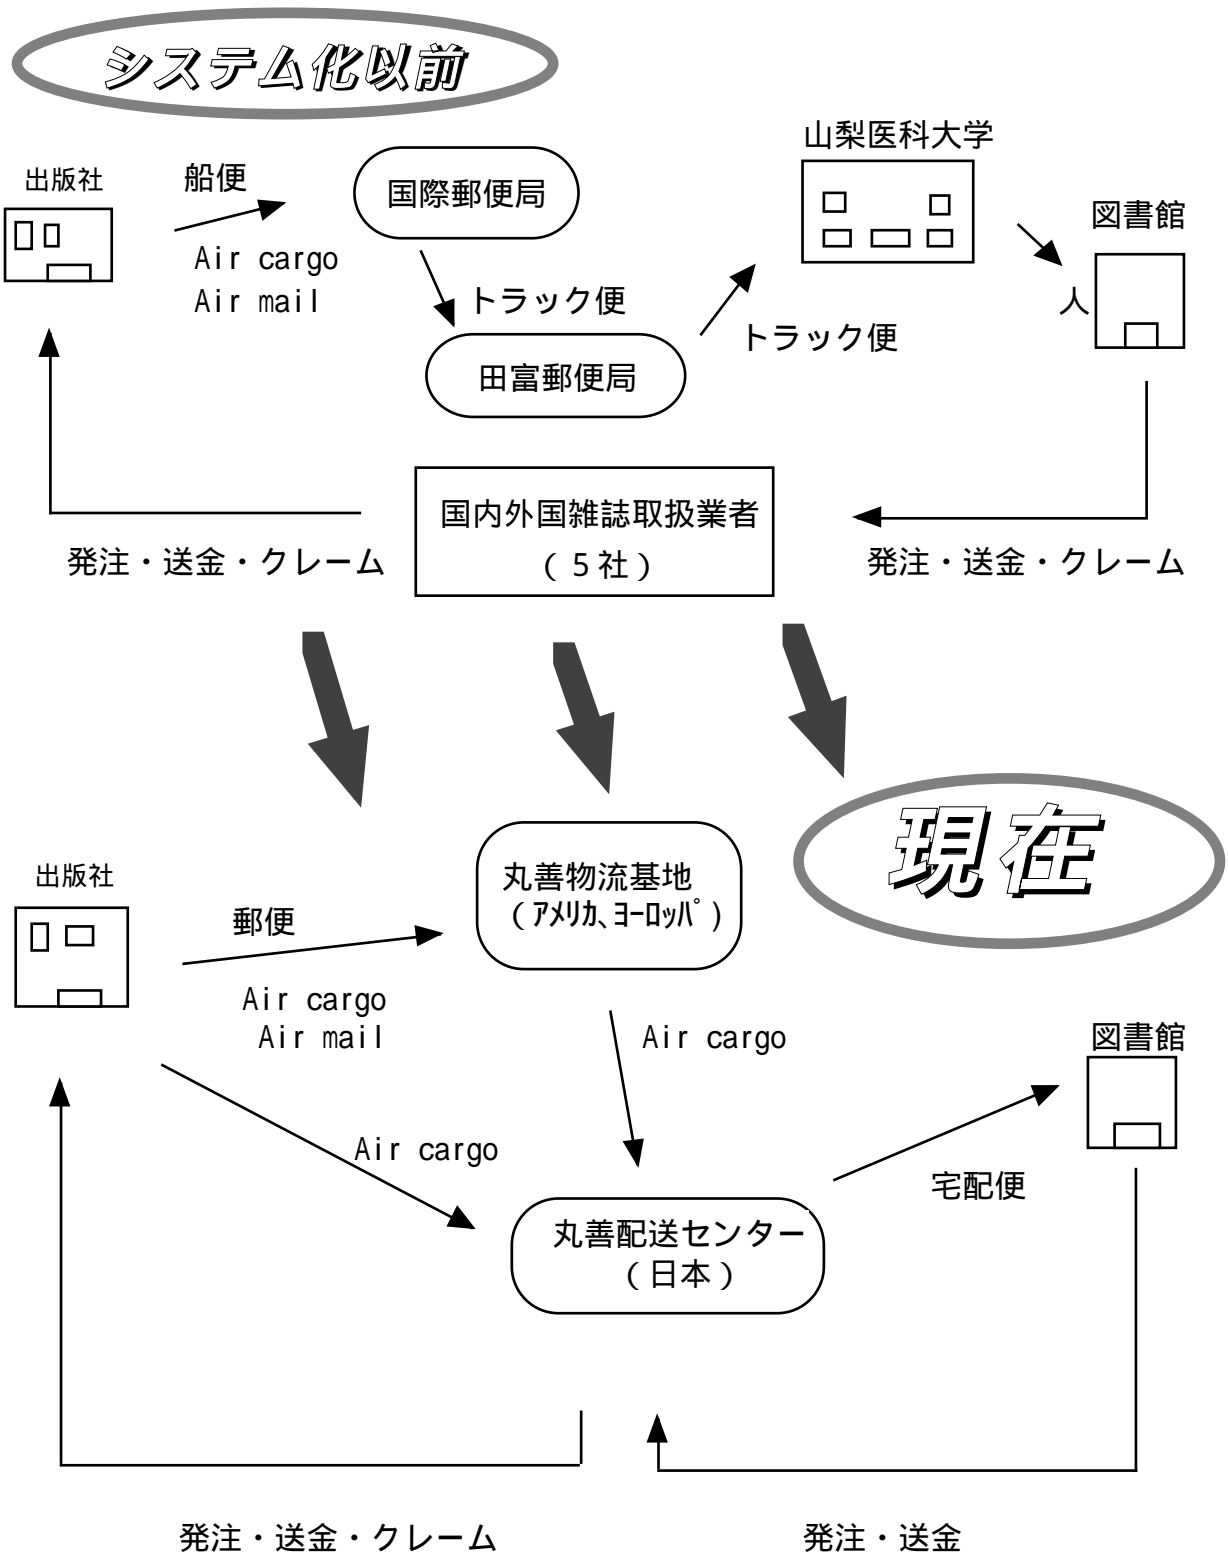 システム化以前
山梨医科大学
出版社
船便
国際郵便局
図書館
Air cargo
Air mail
トラック便
人
トラック便
田富郵便局
国内外国雑誌取扱業者
（５社）
発注・送金・クレーム
発注・送金・クレーム
現在
出版社
丸善物流基地
（ｱﾒﾘｶ､ﾖｰﾛｯﾊﾟ）
郵便
Air cargo
Air mail
Air cargo
図書館
Air cargo
宅配便
丸善配送センター
（日本）
発注・送金・クレーム
発注・送金